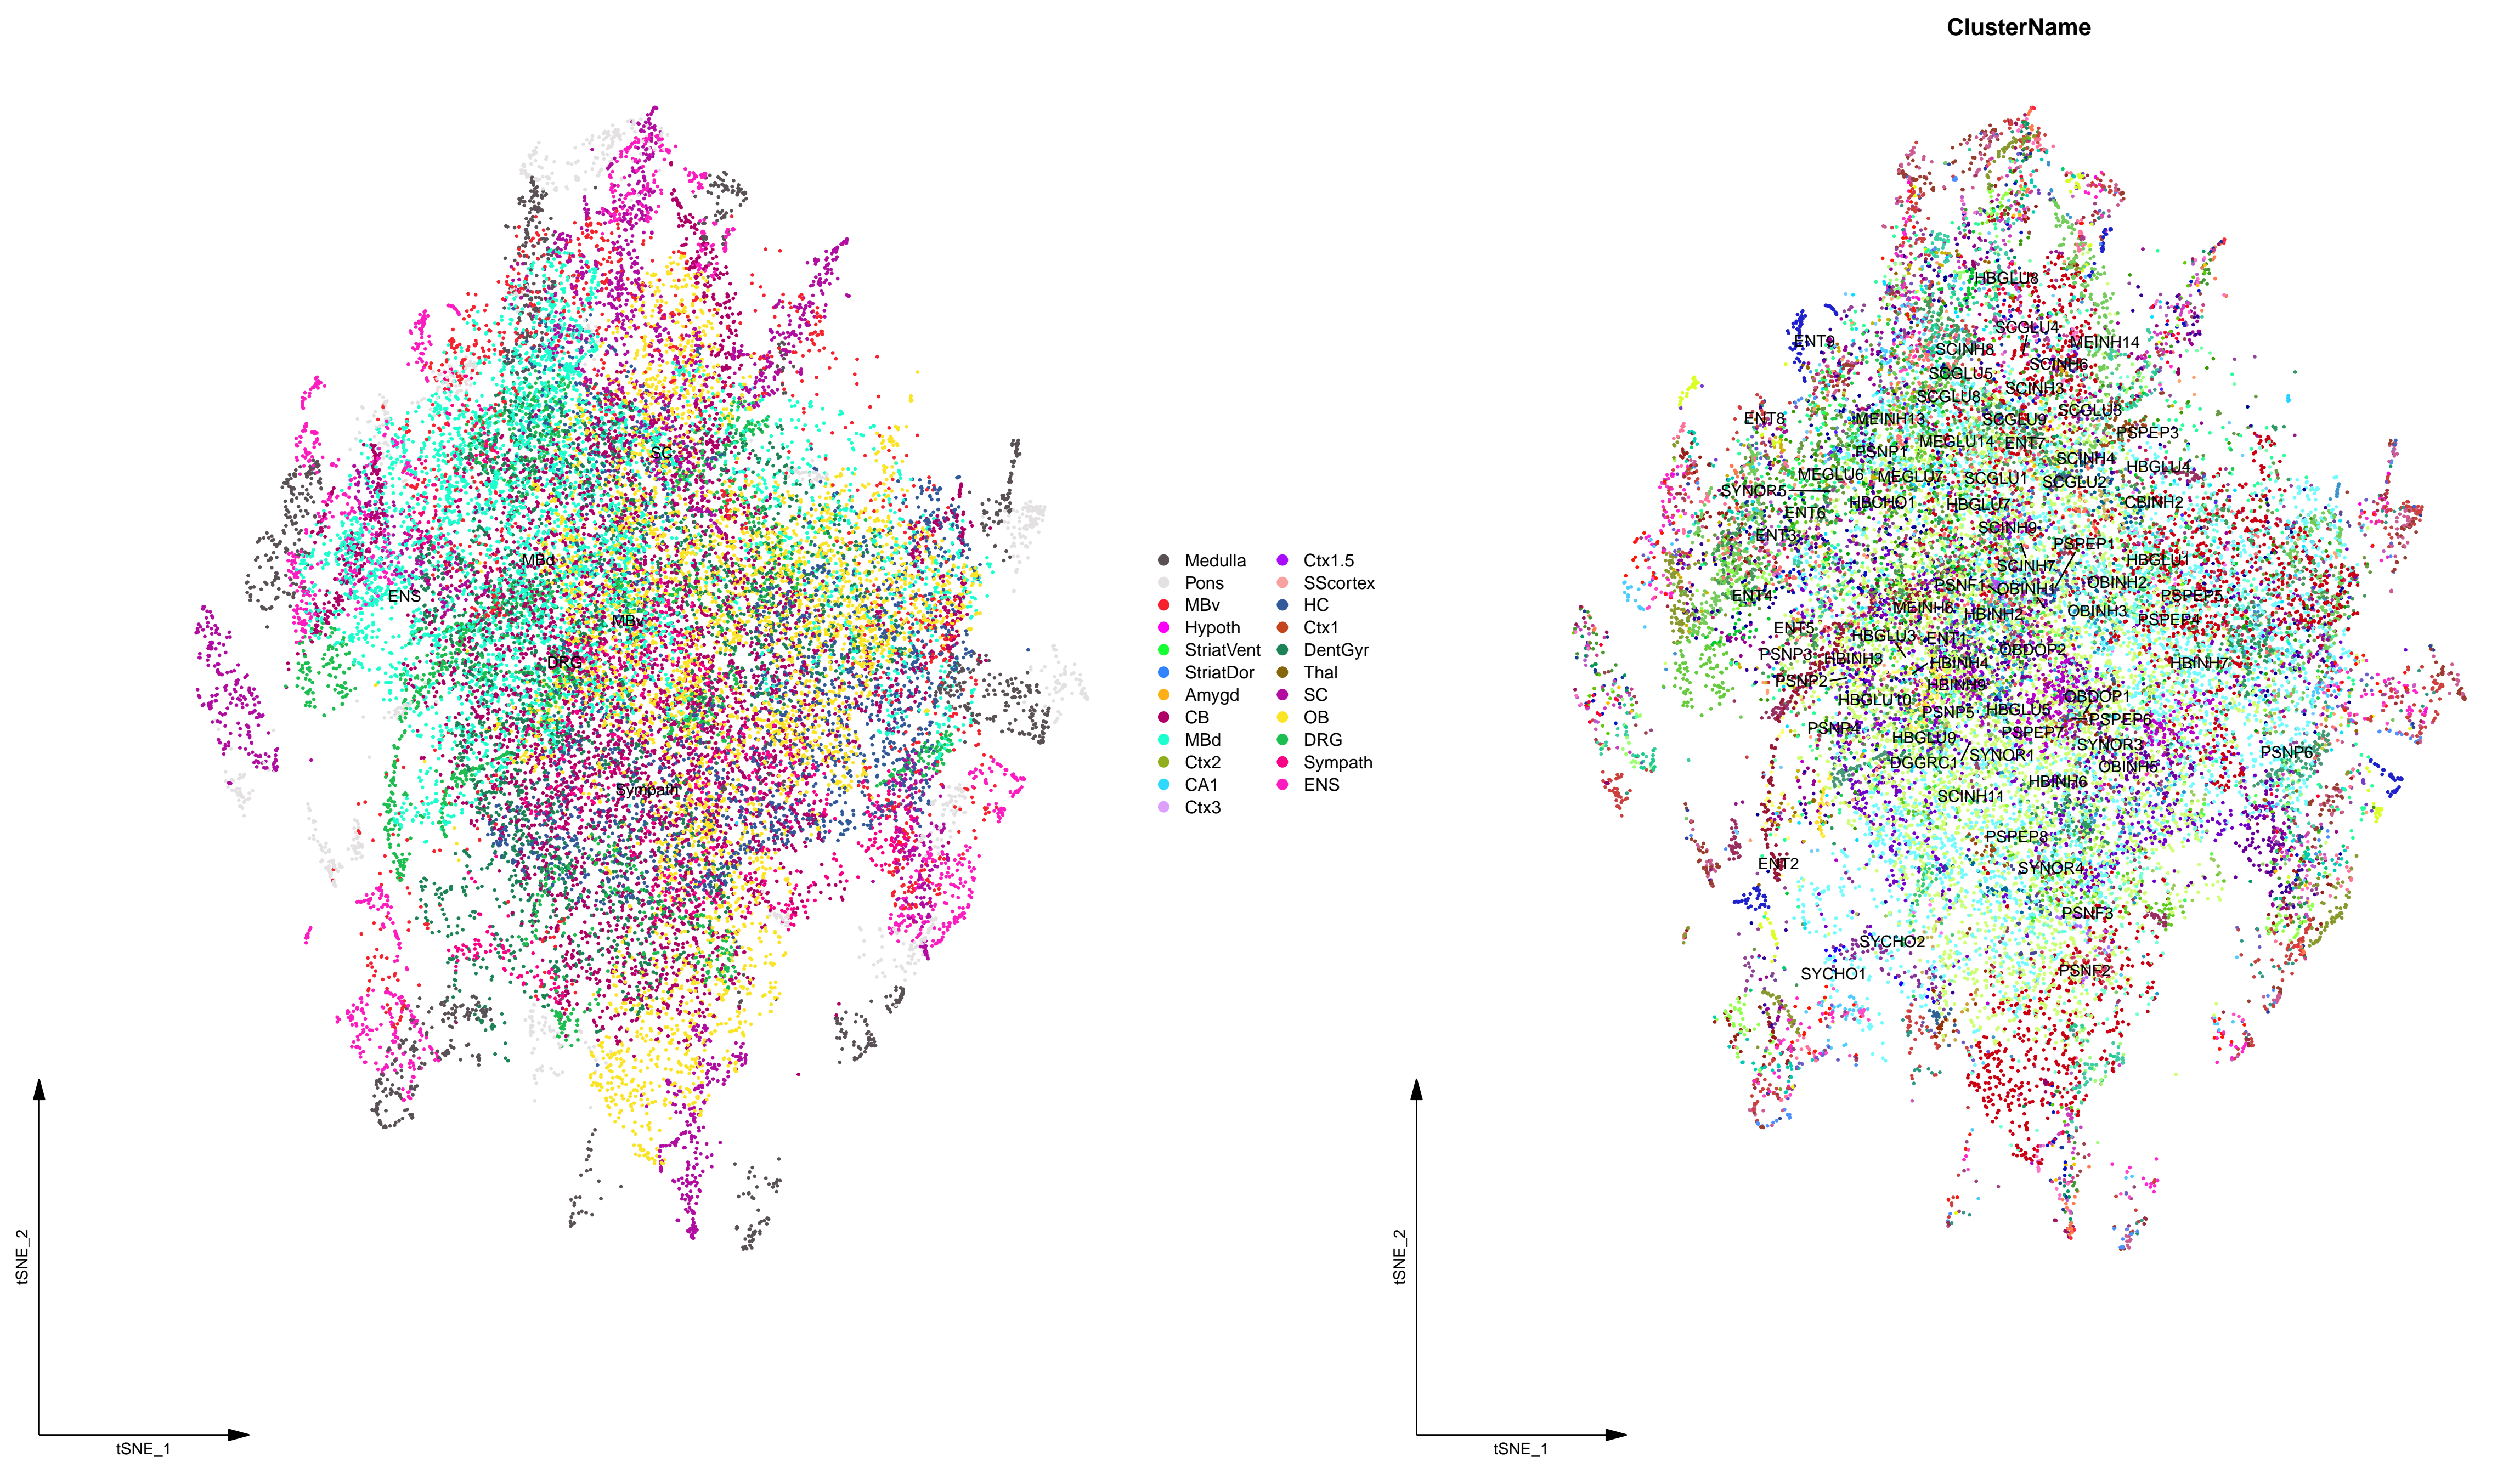 ClusterName
SC
MBd
ENS
MBv
DRG
Sympath
tSNE_2
tSNE_1
Medulla
Pons
MBv
Hypoth
StriatVent
StriatDor
Amygd
CB
MBd
Ctx2
CA1
Ctx3
Ctx1.5
SScortex
HC
Ctx1
DentGyr
Thal
SC
OB
DRG
Sympath
ENS
HBGLU8
SCGLU4
ENT9
MEINH14
SCINH8
SCINH6
SCGLU5
SCINH3
SCGLU8
SCGLU3
ENT8
MEINH13
SCGLU9
PSPEP3
MEGLU14
ENT7
PSNP1
SCINH4
HBGLU4
MEGLU6
MEGLU7
SCGLU1
SCGLU2
SYNOR5
HBCHO1
HBGLU7
CBINH2
ENT6
SCINH9
ENT3
PSPEP1
HBGLU1
SCINH7
OBINH2
PSNF1
OBINH1
ENT4
PSPEP5
MEINH6
HBINH2
OBINH3
PSPEP4
ENT5
HBGLU3
ENT1
OBDOP2
PSNP3
HBINH3
HBINH4
HBINH7
PSNP2
HBINH9
HBGLU10
OBDOP1
PSNP5
HBGLU5
PSPEP6
PSNP4
HBGLU9
PSPEP7
SYNOR3
PSNP6
DGGRC1
SYNOR1
OBINH5
HBINH6
SCINH11
PSPEP8
ENT2
SYNOR4
PSNF3
SYCHO2
SYCHO1
PSNF2
tSNE_2
tSNE_1